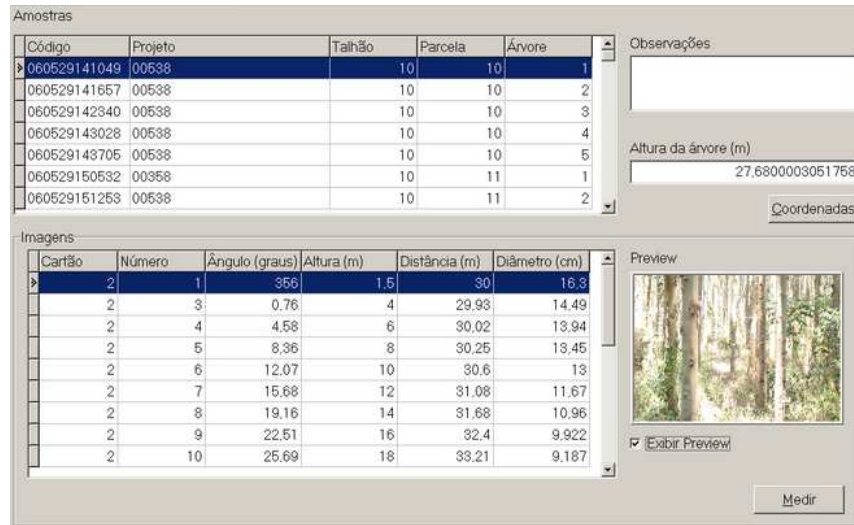 Amostras
Código Projeto Talhão Parcela Árvore
060529141049 00538 10 10 1
060529141657 00538 10 10 2
060529142340 00538 10 10 3
060529143028 00538 10 10 4
060529143705 00538 10 10 5
060529150532 00358 10 11 1
060529151253 00538 10 11 2
Observações
Altura da árvore (m)
27,6800003051758
Coordenadas
Imagens
Cartão Número Ângulo (graus) Altura (m) Distância (m) Diâmetro (cm)
2 1 356 1,5 30 16,3
2 3 0,76 4 29,93 14,49
2 4 4,58 6 30,02 13,94
2 5 8,36 8 30,25 13,45
2 6 12,07 10 30,6 13
2 7 15,68 12 31,08 11,67
2 8 19,16 14 31,68 10,96
2 9 22,51 16 32,4 9,922
2 10 25,69 18 33,21 9,187
Preview
Exibir Preview
Medir